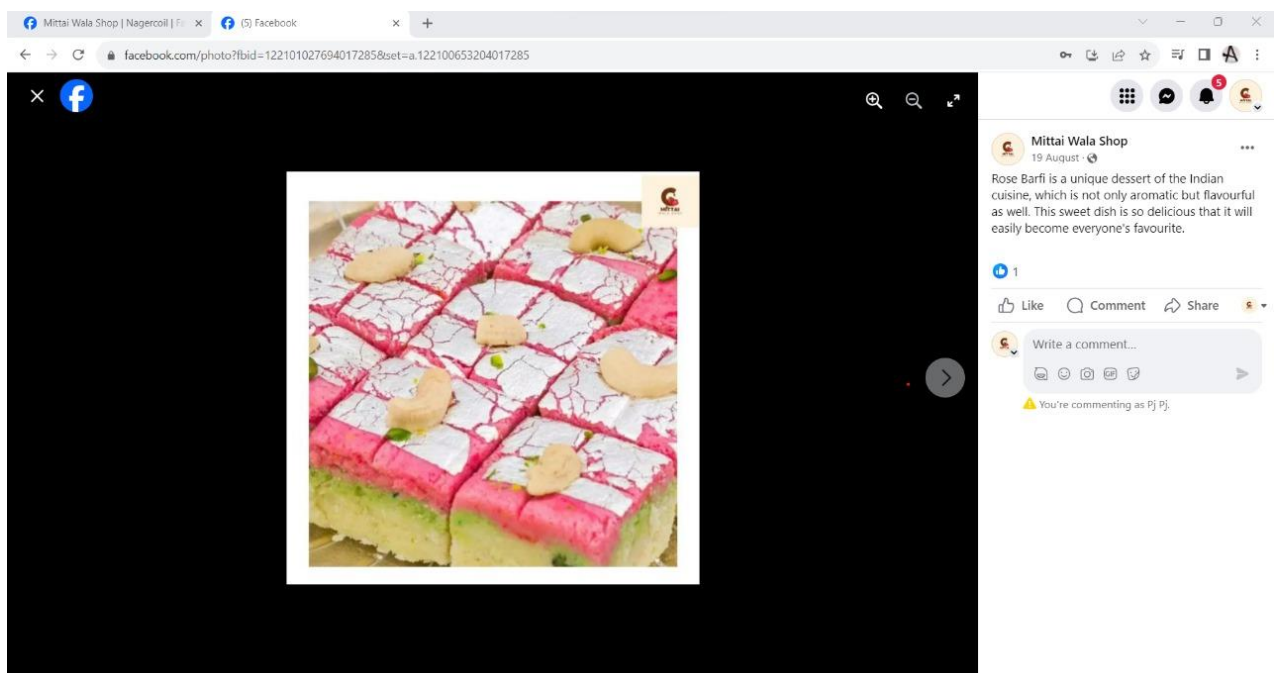 Mittai Wala Shop | Nagercoil | Fa
(5) Facebook
facebook.com/photo?fbid=122101027694017285&set=a.122100653204017285
5
MITTAI
Mittai Wala Shop
19 August
Rose Barfi is a unique dessert of the Indian
cuisine, which is not only aromatic but flavourful
as well. This sweet dish is so delicious that it will
easily become everyone's favourite.
1
Like Comment Share
Write a comment...
GIF
You're commenting as Pj Pj.